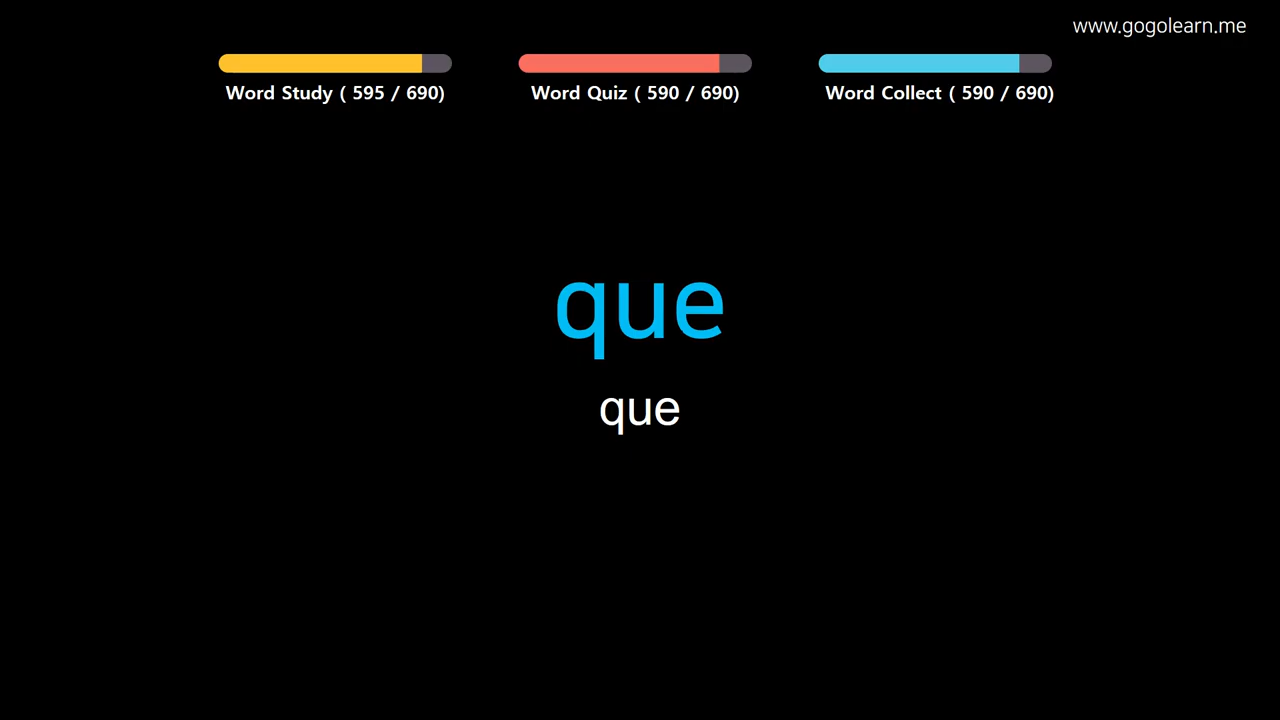 www.gogolearn.me
Word Study ( 595 / 690)
Word Quiz ( 590 / 690)
Word Collect ( 590 / 690)
que
que